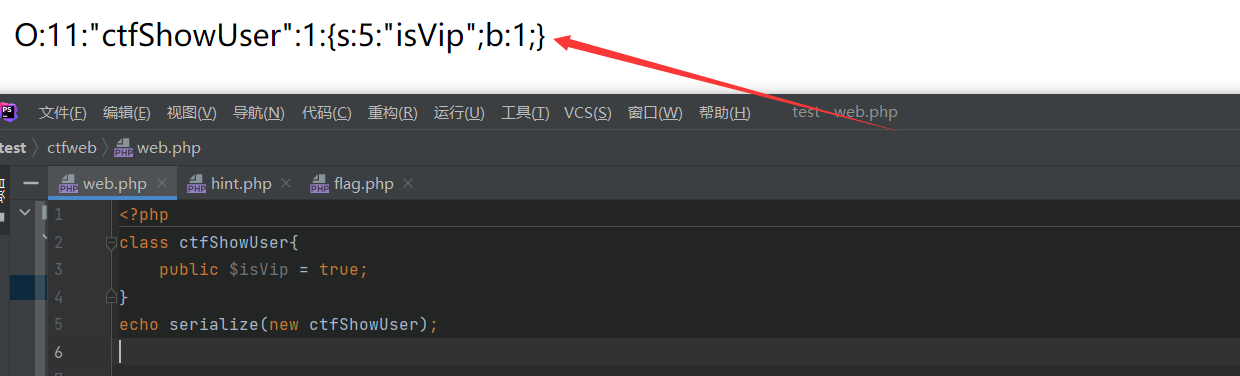 O:11:"ctfShowUser":1:{s:5:"isVip";b:1;}
PS 文件(F) 编辑(E) 视图(V) 导航(N) 代码(C) 重构(R) 运行(U) 工具(T) VCS(S) 窗口(W) 帮助(H) test - web.php
test ctfweb web.php
web.php hint.php flag.php
1 <?php
2 class ctfShowUser{
3 public $isVip = true;
4 }
5 echo serialize(new ctfShowUser);
6